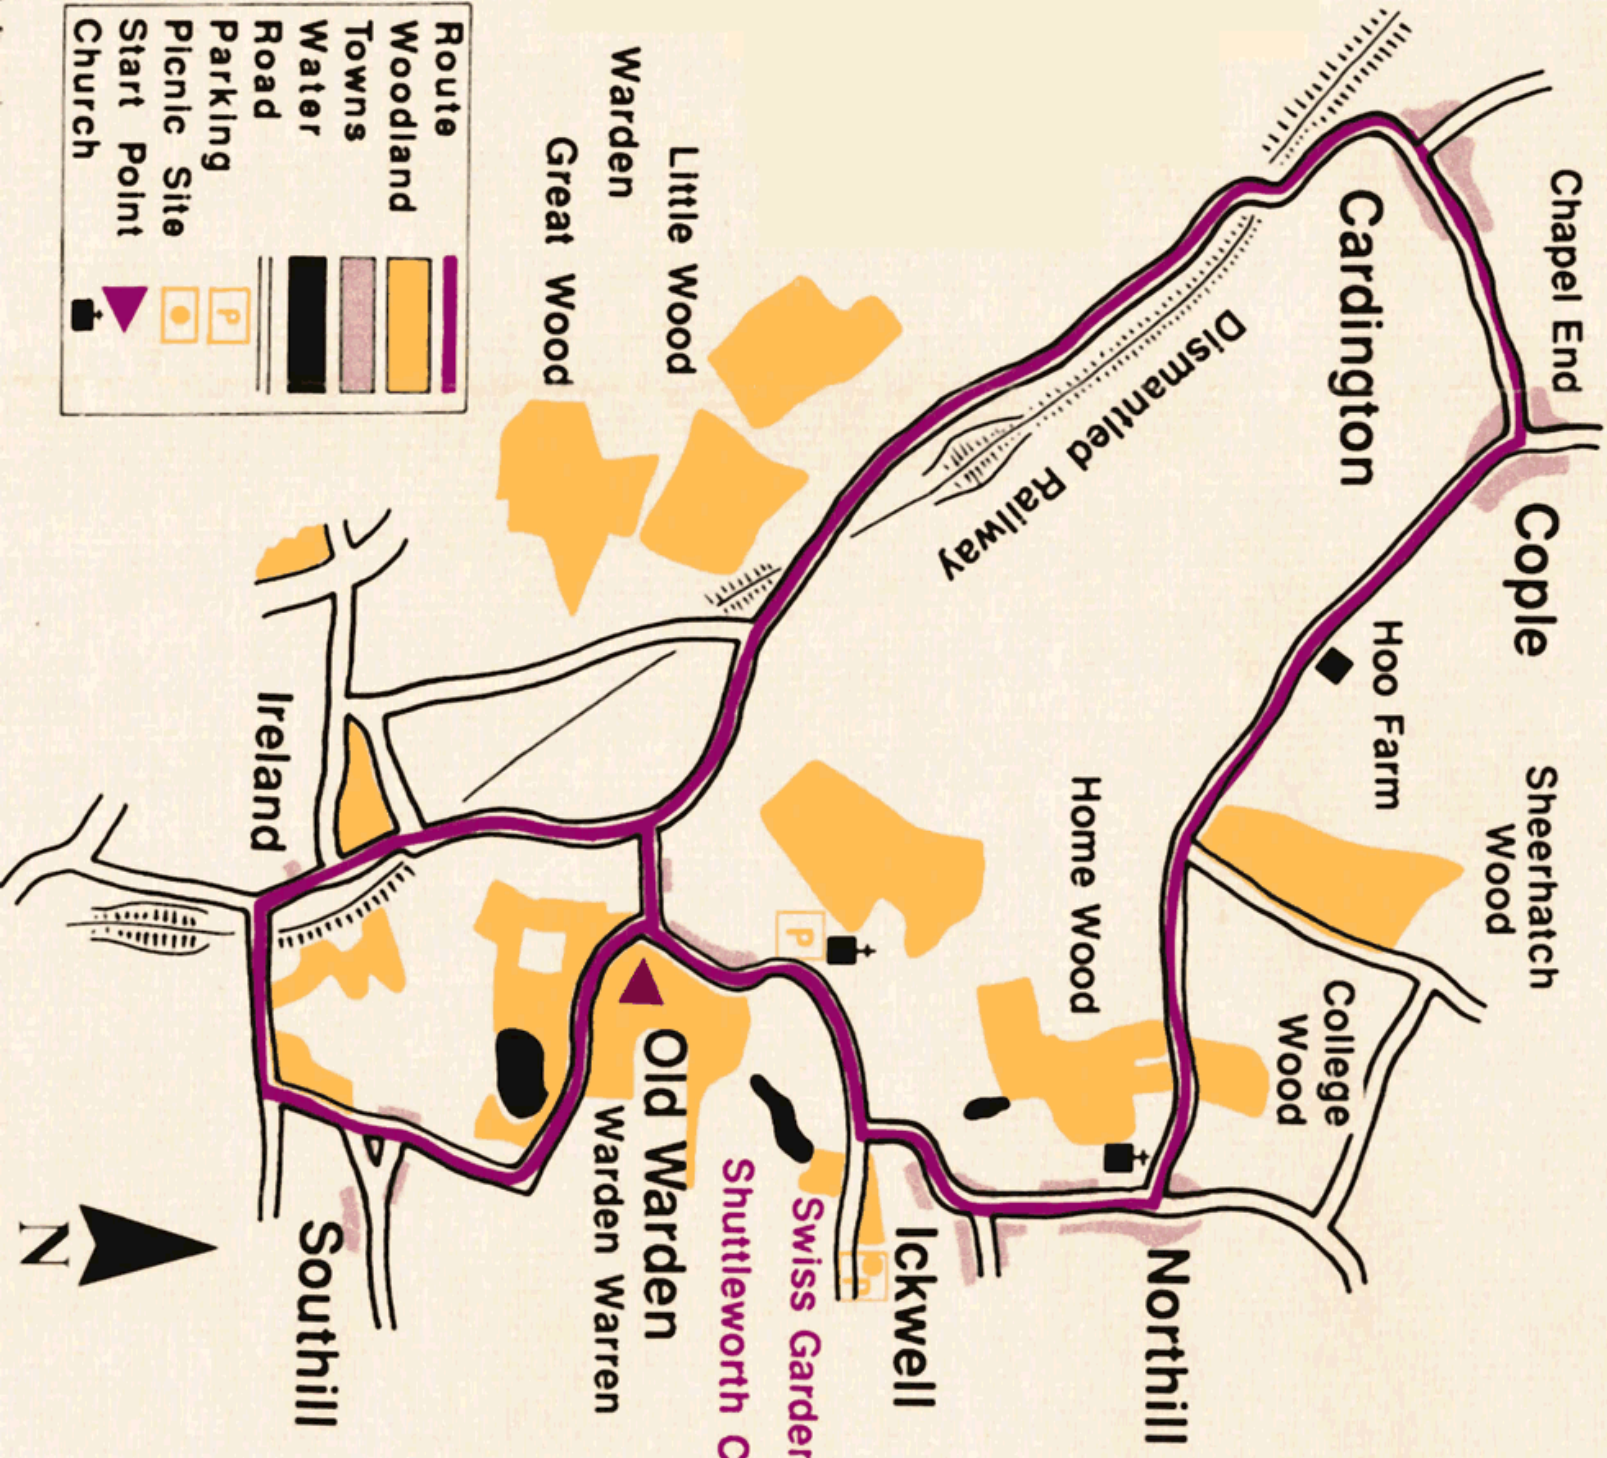 Chapel End
Cople
Cardington
Sheerhatch
Wood
Hoo Farm
College
Wood
Dismantled Railway
Northill
Home Wood
Ickwell
P
P
Swiss Garden
Shuttleworth C
Little Wood
Warden
Great Wood
Old Warden
Warden Warren
Ireland
Southill
Route
Woodland
Towns
Water
Road
Parking
P
Picnic Site
Start Point
Church
N